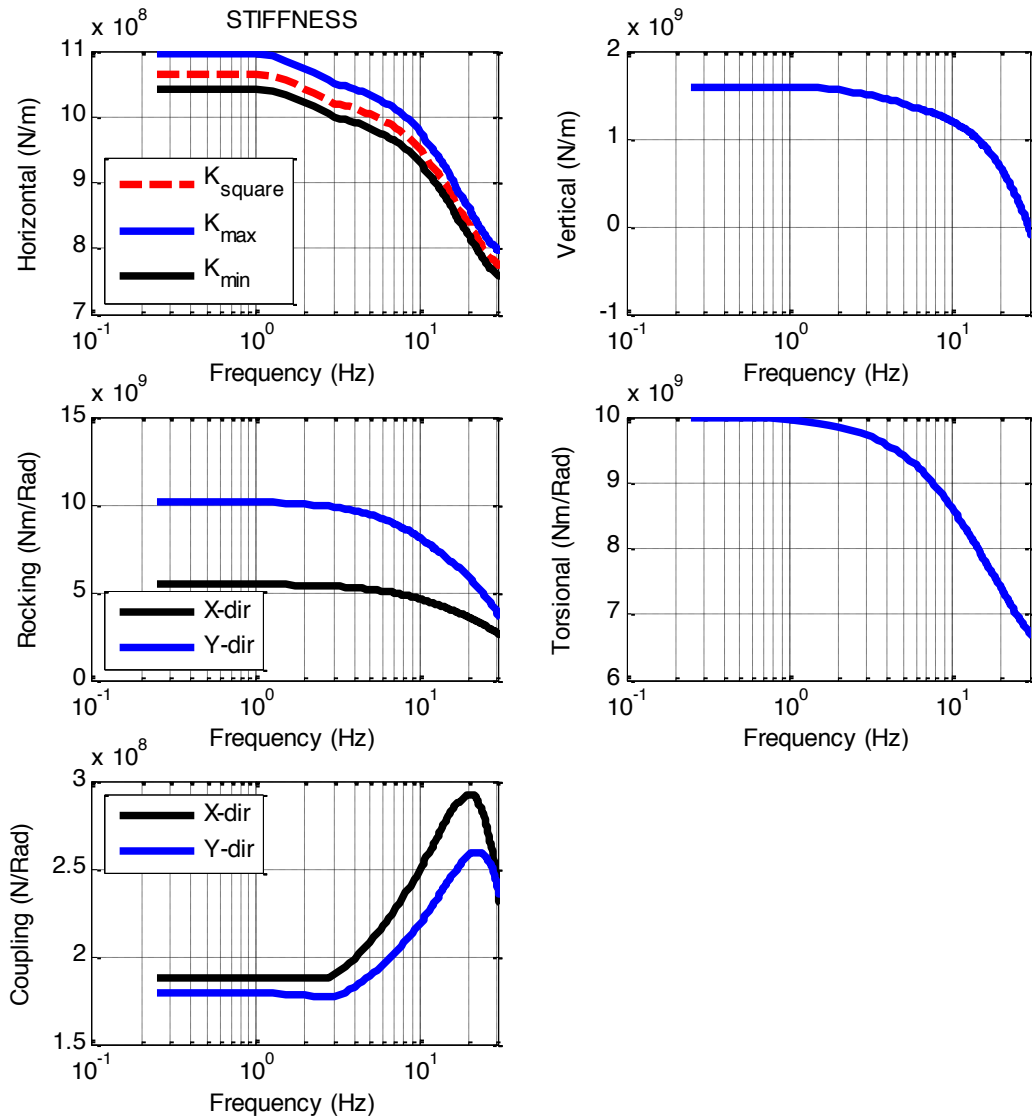 STIFFNESS
x 10^8
11
10
9
8
7
Horizontal (N/m)
K_square
K_max
K_min
10^-1
10^0
10^1
Frequency (Hz)
x 10^9
2
1
0
-1
Vertical (N/m)
10^-1
10^0
10^1
Frequency (Hz)
x 10^9
15
10
5
0
Rocking (Nm/Rad)
X-dir
Y-dir
10^-1
10^0
10^1
Frequency (Hz)
x 10^9
10
9
8
7
6
Torsional (Nm/Rad)
10^-1
10^0
10^1
Frequency (Hz)
x 10^8
3
2.5
2
1.5
Coupling (N/Rad)
X-dir
Y-dir
10^-1
10^0
10^1
Frequency (Hz)